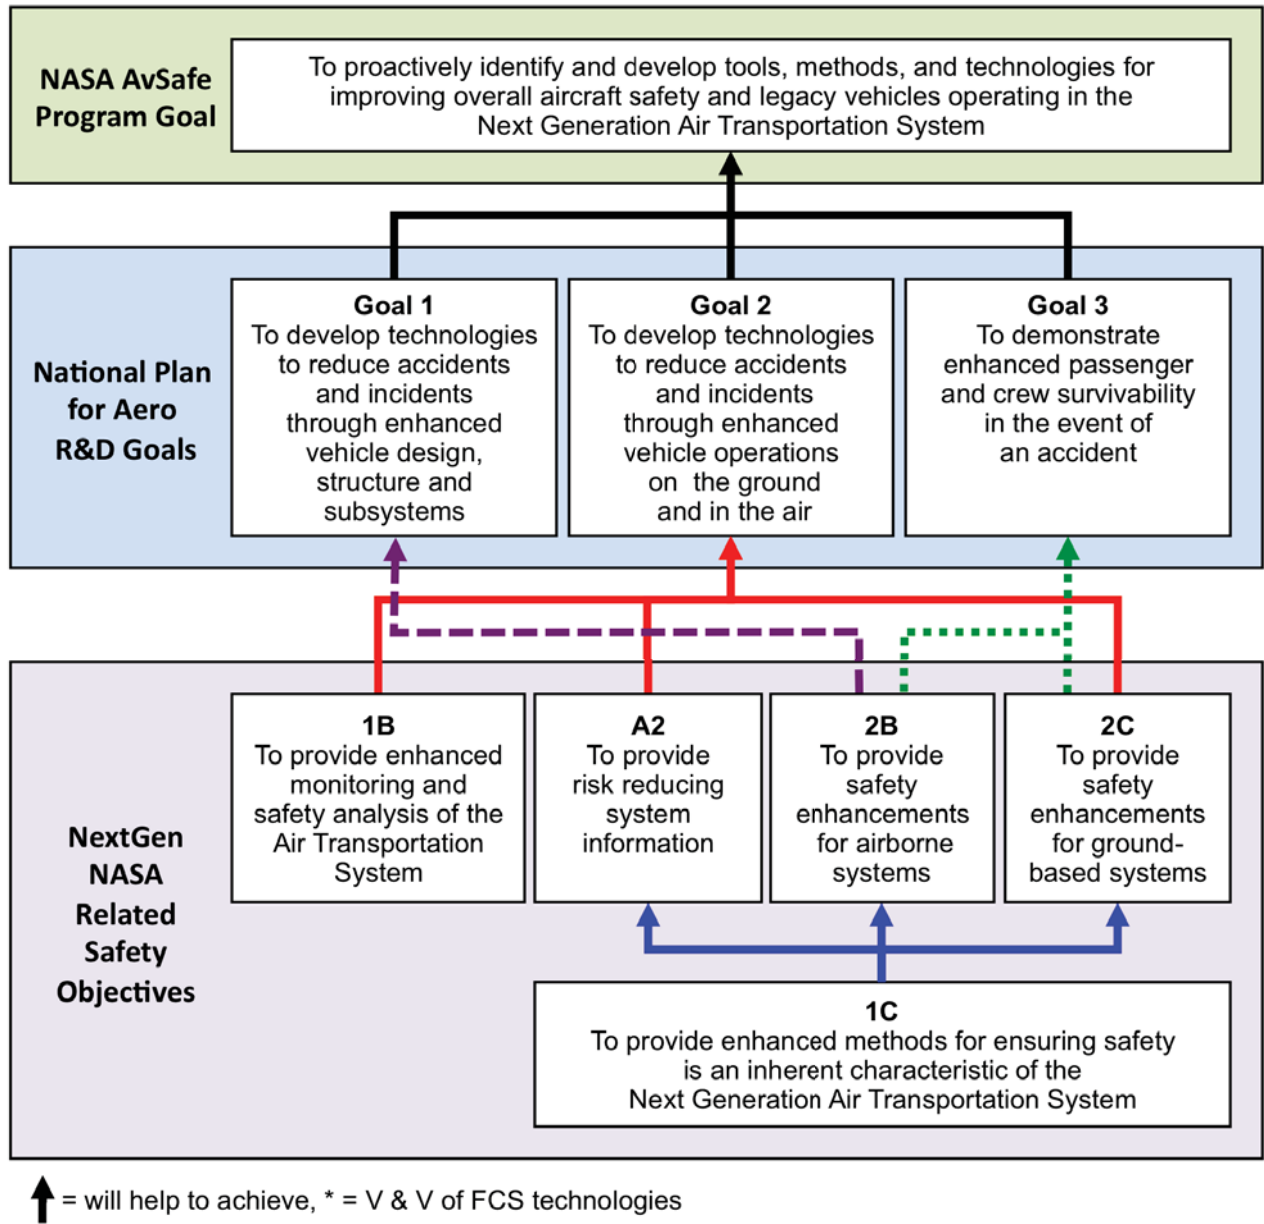 NASA AvSafe
Program Goal
To proactively identify and develop tools, methods, and technologies for
improving overall aircraft safety and legacy vehicles operating in the
Next Generation Air Transportation System
National Plan
for Aero
R&D Goals
Goal 1
To develop technologies
to reduce accidents
and incidents
through enhanced
vehicle design,
structure and
subsystems
Goal 2
To develop technologies
to reduce accidents
and incidents
through enhanced
vehicle operations
on the ground
and in the air
Goal 3
To demonstrate
enhanced passenger
and crew survivability
in the event of
an accident
NextGen
NASA
Related
Safety
Objectives
1B
To provide enhanced
monitoring and
safety analysis of the
Air Transportation
System
A2
To provide
risk reducing
system
information
2B
To provide
safety
enhancements
for airborne
systems
2C
To provide
safety
enhancements
for ground-
based systems
1C
To provide enhanced methods for ensuring safety
is an inherent characteristic of the
Next Generation Air Transportation System
= will help to achieve, * = V & V of FCS technologies